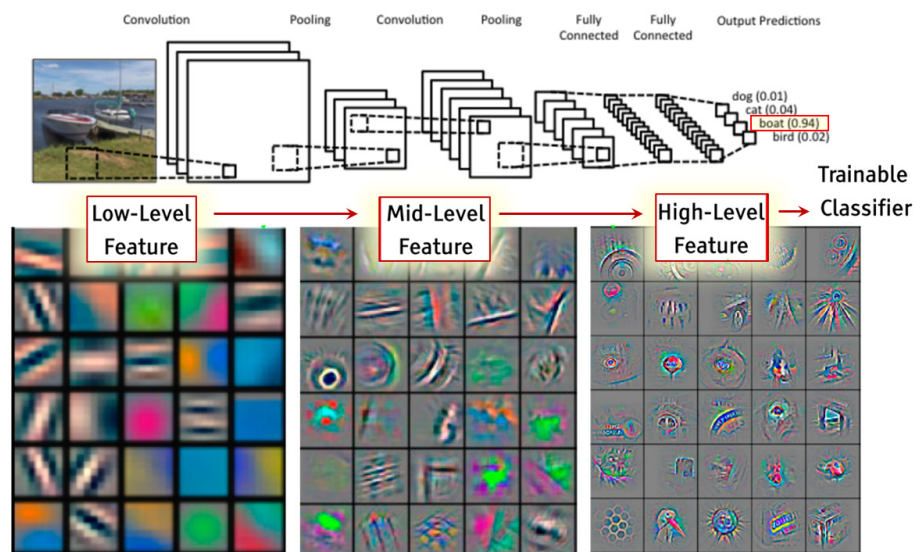 Convolution
Pooling
Convolution
Pooling
Fully
Connected
Fully
Connected
Output Predictions
dog (0.01)
cat (0.04)
boat (0.94)
bird (0.02)
Low-Level
Feature
Mid-Level
Feature
High-Level
Feature
Trainable
Classifier